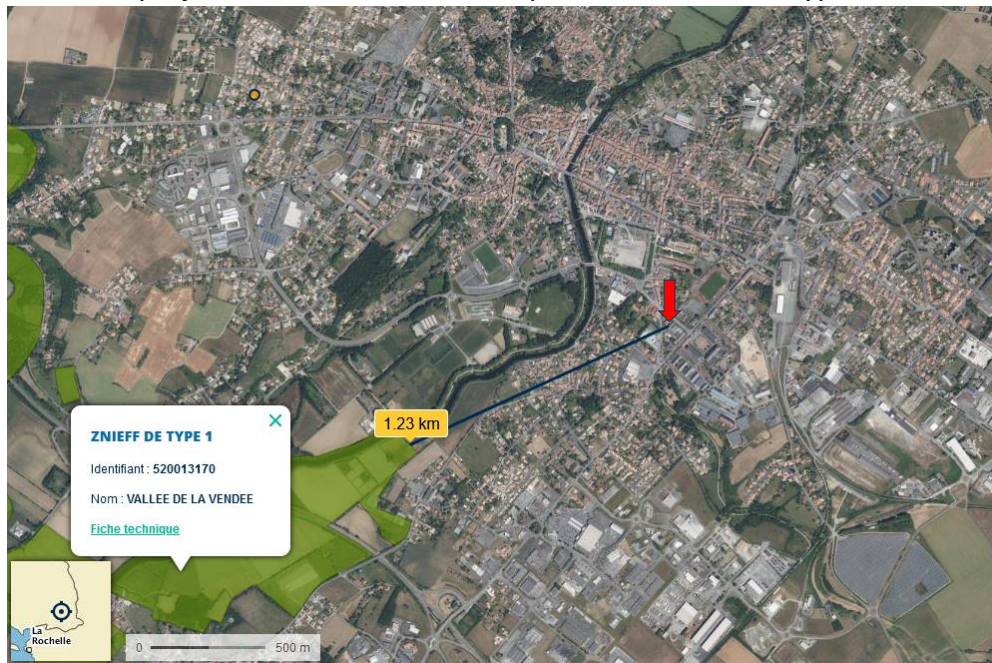 1.23 km
ZNIEFF DE TYPE 1
Identifiant : 520013170
Nom : VALLEE DE LA VENDEE
Fiche technique
La
Rochelle
0 500 m